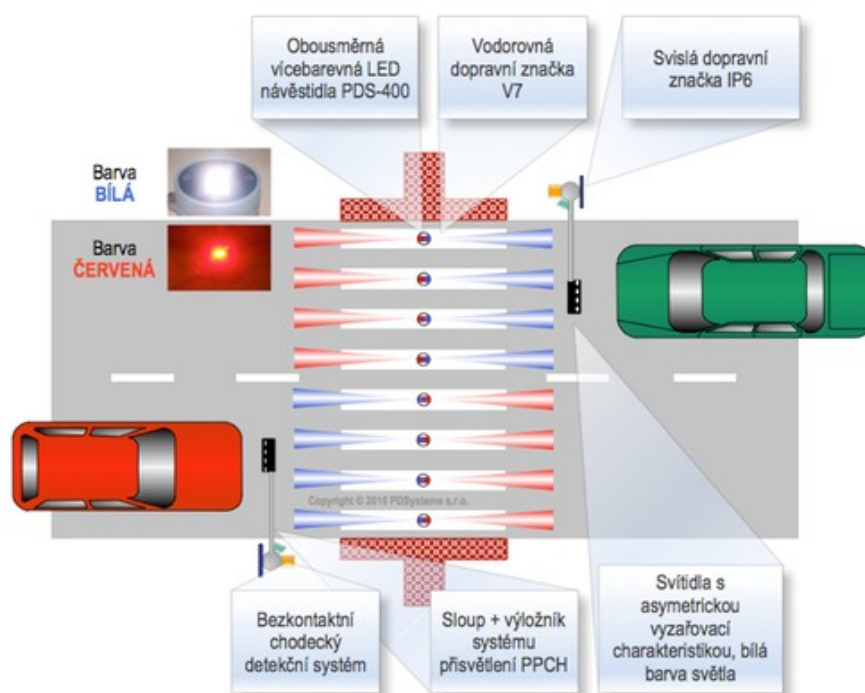 Obousměrná
vícebarevná LED
návěstidla PDS-400
Vodorovná
dopravní značka
V7
Svislá dopravní
značka IP6
Barva
BÍLÁ
Barva
ČERVENÁ
Copyright © 2010 PDSystems s.r.o.
Bezkontaktní
chodecký
detekční systém
Sloup + výložník
systému
přisvětlení PPCH
Svítidla s
asymetrickou
vyzařovací
charakteristikou, bílá
barva světla